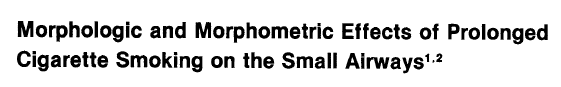 Morphologic and Morphometric Effects of Prolonged
Cigarette Smoking on the Small Airways¹,²